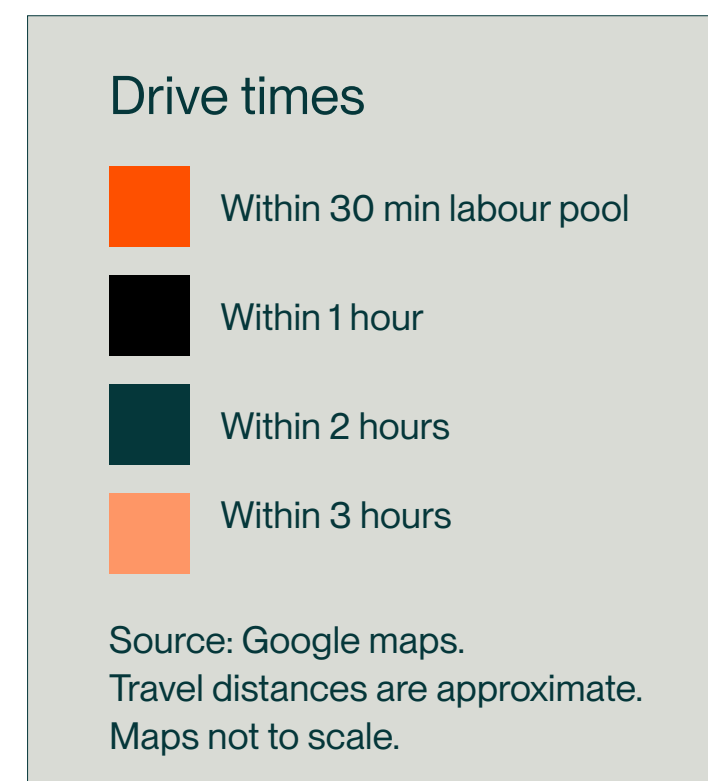 Drive times
Within 30 min labour pool
Within 1 hour
Within 2 hours
Within 3 hours
Source: Google maps.
Travel distances are approximate.
Maps not to scale.